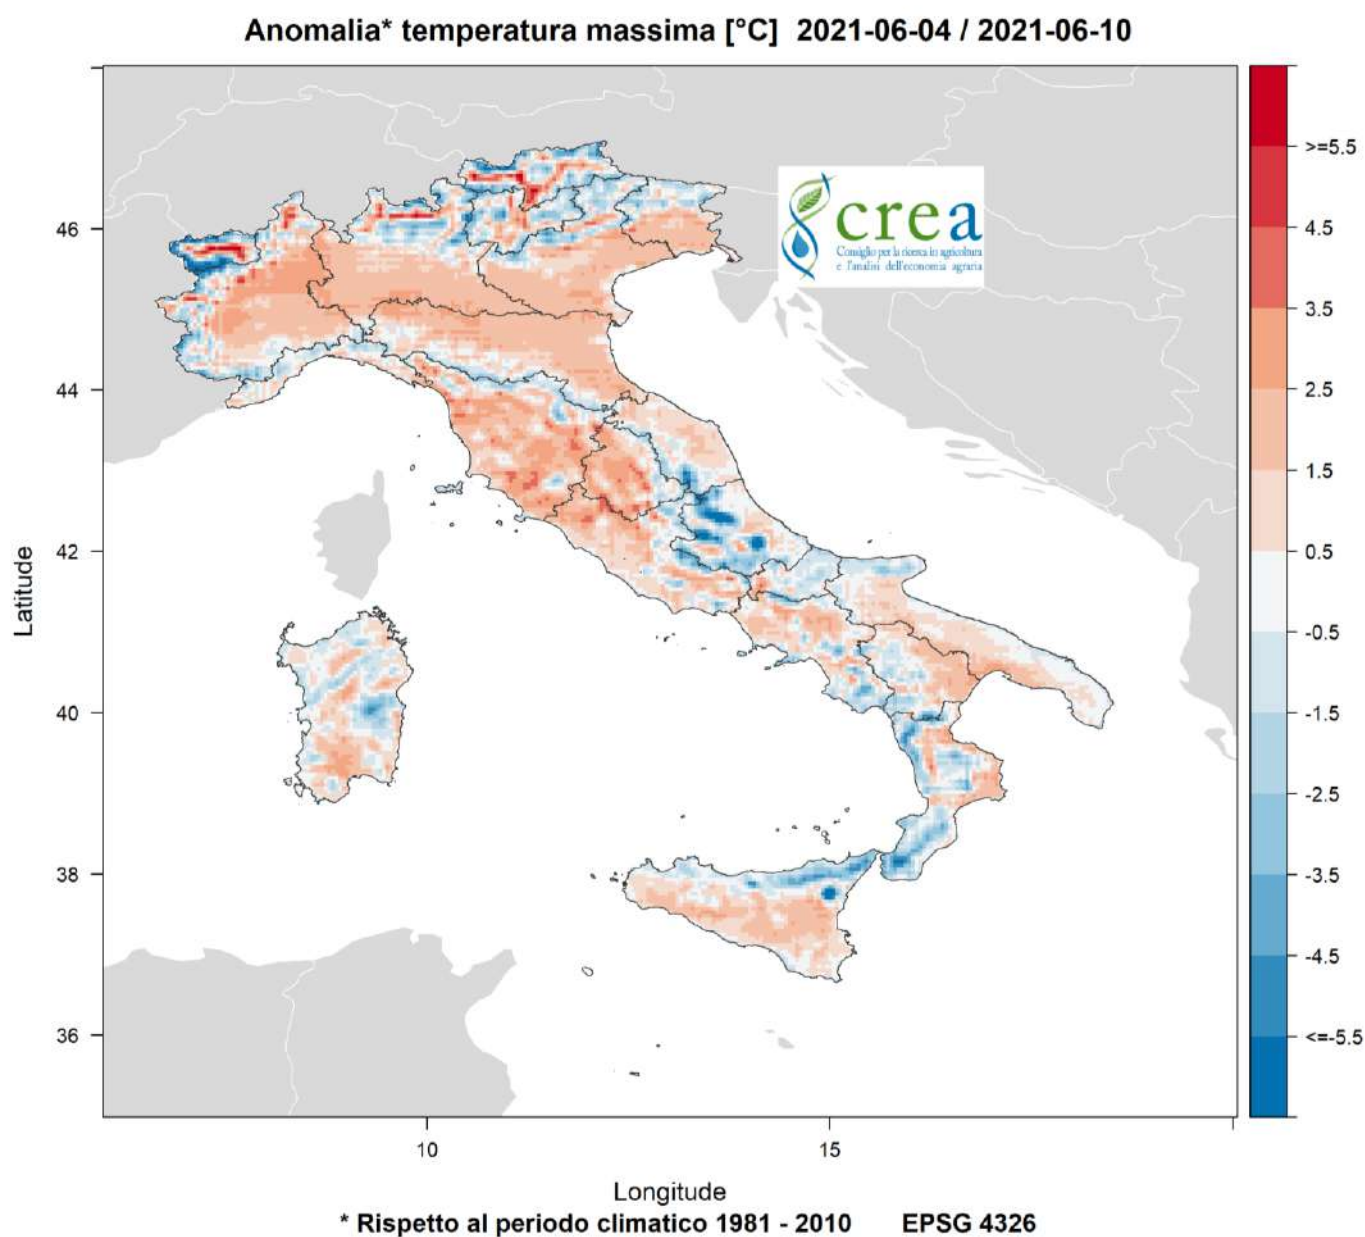 Anomalia* temperatura massima [°C] 2021-06-04 / 2021-06-10
crea
Consiglio per la ricerca in agricoltura
e l'analisi dell'economia agraria
>=5.5
4.5
3.5
2.5
1.5
0.5
-0.5
-1.5
-2.5
-3.5
-4.5
<=-5.5
Latitude
46
44
42
40
38
36
10
15
Longitude
* Rispetto al periodo climatico 1981 - 2010 EPSG 4326